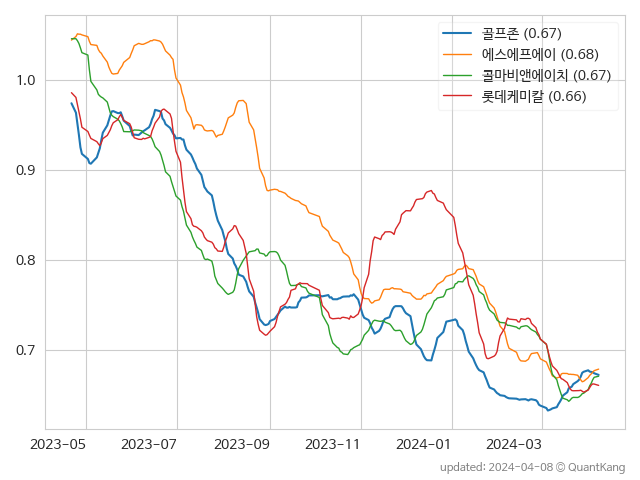 골프존 (0.67)
에스에프에이 (0.68)
콜마비앤에이치 (0.67)
롯데케미칼 (0.66)
1.0
0.9
0.8
0.7
2023-05 2023-07 2023-09 2023-11 2024-01 2024-03
updated: 2024-04-08 © QuantKang